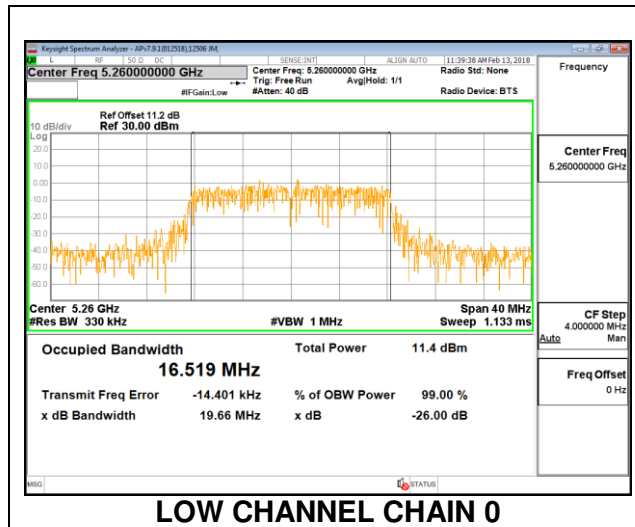 Keysight Spectrum Analyzer - APv7.9.1(012518),12506 JM,
L RF 50 Ω DC SENSE:INT ALIGN AUTO 11:39:38 AM Feb 13, 2018
Center Freq 5.260000000 GHz Center Freq: 5.260000000 GHz Radio Std: None
Trig: Free Run Avg|Hold: 1/1
#IFGain:Low #Atten: 40 dB Radio Device: BTS
Frequency
Ref Offset 11.2 dB
10 dB/div Ref 30.00 dBm
Log
20.0
10.0
0.00
-10.0
-20.0
-30.0
-40.0
-50.0
-60.0
Center Freq
5.260000000 GHz
Center 5.26 GHz Span 40 MHz
#Res BW 330 kHz #VBW 1 MHz Sweep 1.133 ms
CF Step
4.000000 MHz
Auto Man
Occupied Bandwidth Total Power 11.4 dBm
16.519 MHz
Transmit Freq Error -14.401 kHz % of OBW Power 99.00 %
x dB Bandwidth 19.66 MHz x dB -26.00 dB
Freq Offset
0 Hz
MSG STATUS
LOW CHANNEL CHAIN 0